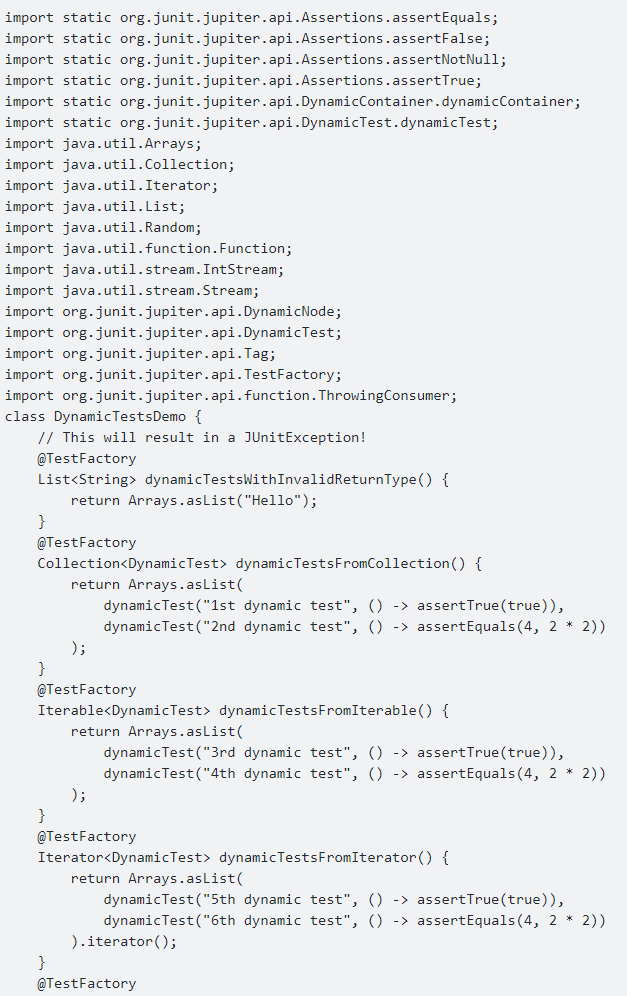 import static org.junit.jupiter.api.Assertions.assertEquals;
import static org.junit.jupiter.api.Assertions.assertFalse;
import static org.junit.jupiter.api.Assertions.assertNotNull;
import static org.junit.jupiter.api.Assertions.assertTrue;
import static org.junit.jupiter.api.DynamicContainer.dynamicContainer;
import static org.junit.jupiter.api.DynamicTest.dynamicTest;
import java.util.Arrays;
import java.util.Collection;
import java.util.Iterator;
import java.util.List;
import java.util.Random;
import java.util.function.Function;
import java.util.stream.IntStream;
import java.util.stream.Stream;
import org.junit.jupiter.api.DynamicNode;
import org.junit.jupiter.api.DynamicTest;
import org.junit.jupiter.api.Tag;
import org.junit.jupiter.api.TestFactory;
import org.junit.jupiter.api.function.ThrowingConsumer;
class DynamicTestsDemo {
    // This will result in a JUnitException!
    @TestFactory
    List<String> dynamicTestsWithInvalidReturnType() {
        return Arrays.asList("Hello");
    }
    @TestFactory
    Collection<DynamicTest> dynamicTestsFromCollection() {
        return Arrays.asList(
            dynamicTest("1st dynamic test", () -> assertTrue(true)),
            dynamicTest("2nd dynamic test", () -> assertEquals(4, 2 * 2))
        );
    }
    @TestFactory
    Iterable<DynamicTest> dynamicTestsFromIterable() {
        return Arrays.asList(
            dynamicTest("3rd dynamic test", () -> assertTrue(true)),
            dynamicTest("4th dynamic test", () -> assertEquals(4, 2 * 2))
        );
    }
    @TestFactory
    Iterator<DynamicTest> dynamicTestsFromIterator() {
        return Arrays.asList(
            dynamicTest("5th dynamic test", () -> assertTrue(true)),
            dynamicTest("6th dynamic test", () -> assertEquals(4, 2 * 2))
        ).iterator();
    }
    @TestFactory